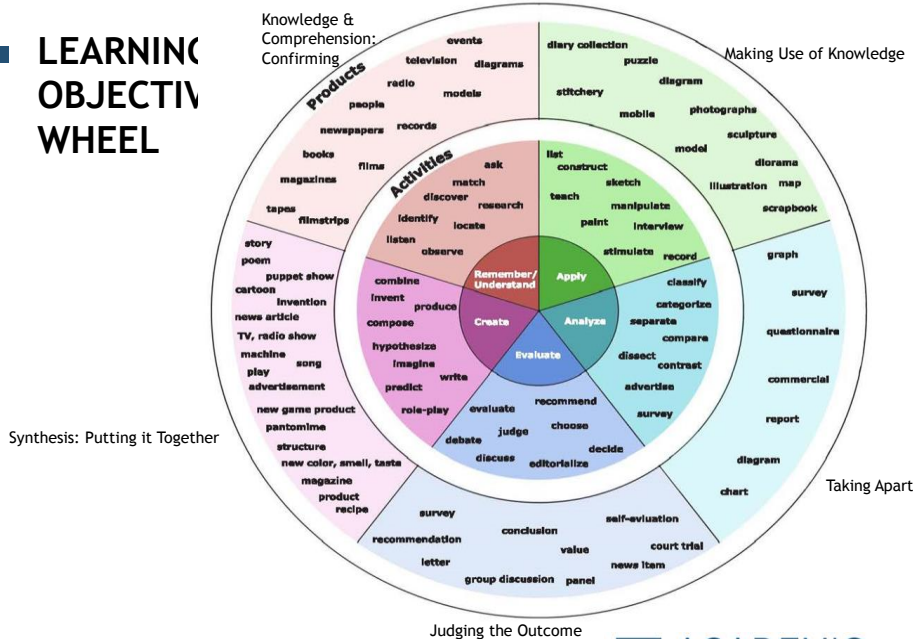 LEARNING
OBJECTIV
WHEEL
Knowledge &
Comprehension:
Confirming
Making Use of Knowledge
Taking Apart
Judging the Outcome
Synthesis: Putting it Together
Products
events
television
diagrams
radio
models
people
newspapers
records
books
films
magazines
tapes
filmstrips
diary collection
puzzle
diagram
stitchery
photographs
mobile
sculpture
model
diorama
illustration
map
scrapbook
graph
survey
questionnaire
commercial
report
diagram
chart
survey
self-eviuation
conclusion
recommendation
value
court trial
letter
news item
group discussion
panel
story
poem
puppet show
cartoon
invention
news article
TV, radio show
machine
song
play
advertisement
new game product
pantomime
structure
new color, smell, taste
magazine
product
recipe
Activities
ask
match
discover
research
identify
locate
listen
observe
list
construct
sketch
teach
manipulate
paint
interview
stimulate
record
classify
categorize
separate
compare
dissect
contrast
advertise
survey
recommend
evaluate
choose
judge
debate
decide
discuss
editorialize
combine
invent
produce
compose
hypothesize
imagine
write
predict
role-play
Remember/
Understand
Apply
Analyze
Evaluate
Create